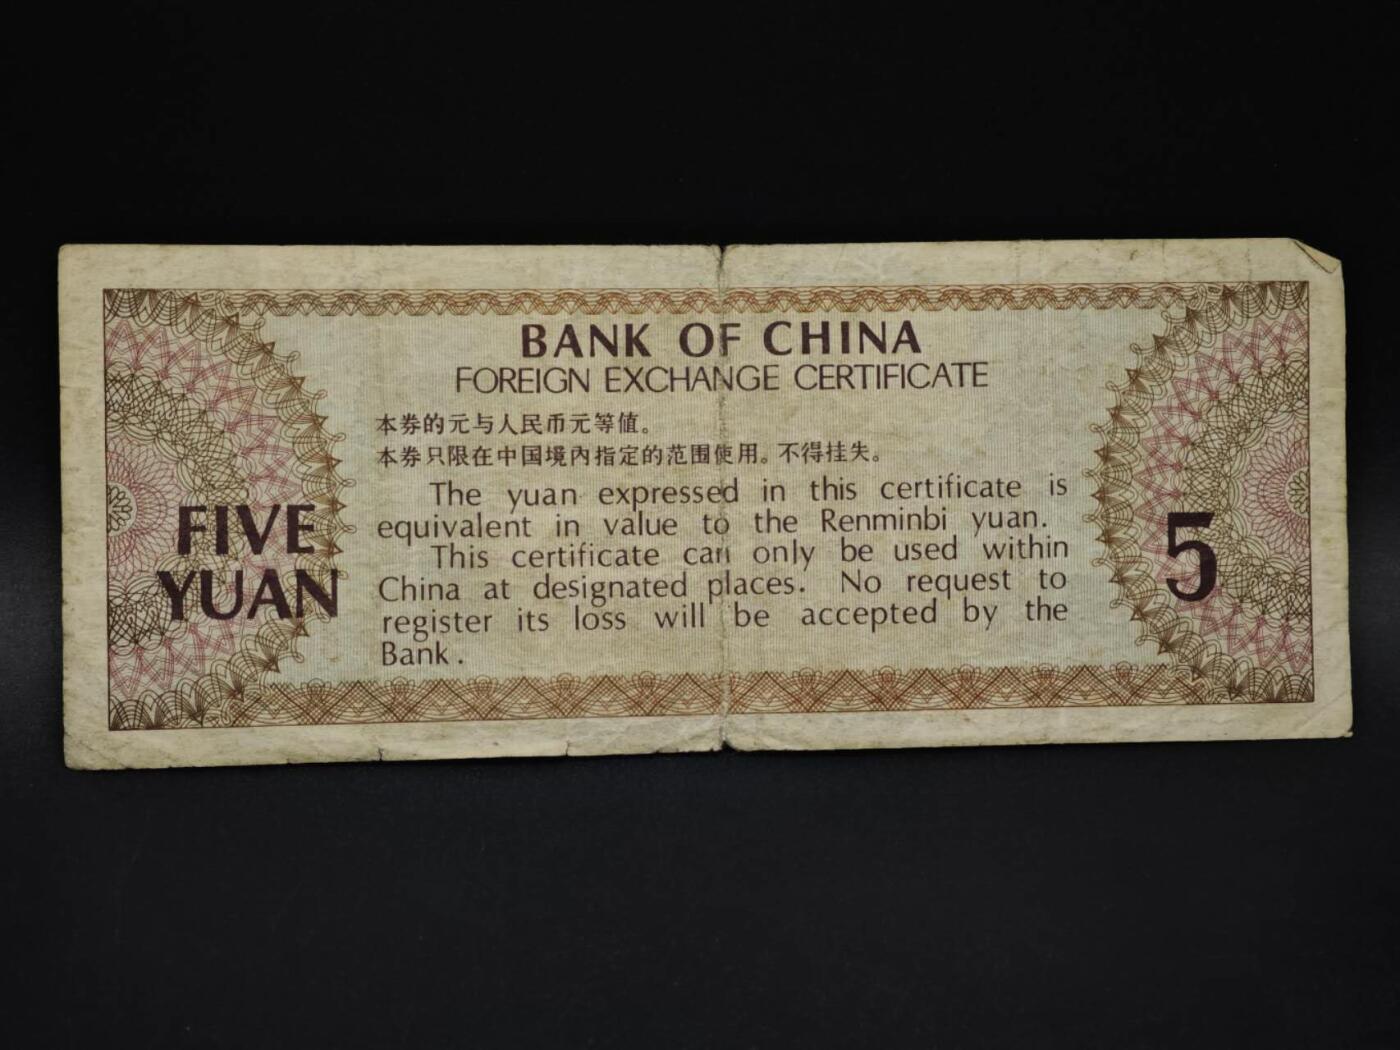 BANK OF CHINA
FOREIGN EXCHANGE CERTIFICATE
本券的元与人民币元等值。
本券只限在中国境内指定的范围使用。不得挂失。
The yuan expressed in this certificate is
equivalent in value to the Renminbi yuan.
This certificate can only be used within
China at designated places. No request to
register its loss will be accepted by the
Bank.
FIVE
YUAN
5